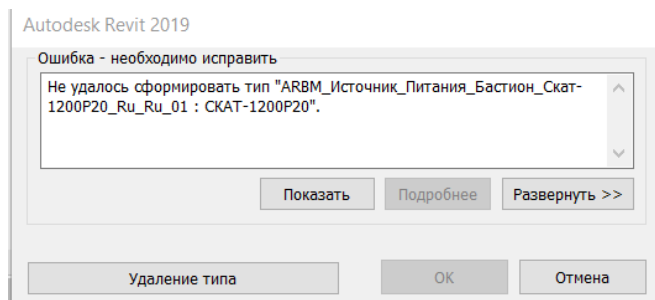 Autodesk Revit 2019
Ошибка - необходимо исправить
Не удалось сформировать тип "ARBM_Источник_Питания_Бастион_Скат-
1200Р20_Ru_Ru_01 : СКАТ-1200Р20".
Показать
Подробнее
Развернуть >>
Удаление типа
ОК
Отмена